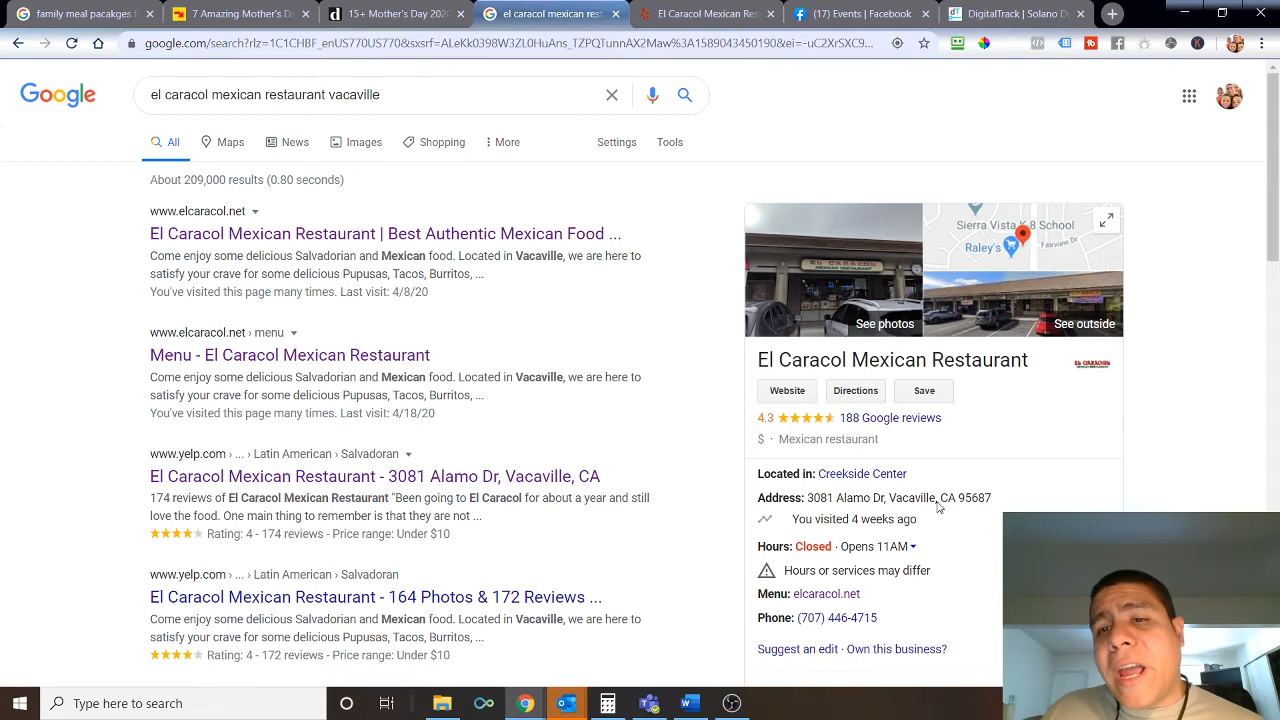 family meal pacakges f
7 Amazing Mother's D
15+ Mother's Day 202
el caracol mexican rest
El Caracol Mexican Res
(17) Events | Facebook
DigitalTrack | Solano D
google.com/search?rlz=1C1CHBF_enUS770US770&sxsrf=ALeKk0398W3ZL0HuAns_TZPQTunnAX2Maw%3A1589043450190&ei=-uC2XrSXC9...
Google
el caracol mexican restaurant vacaville
All
Maps
News
Images
Shopping
More
Settings
Tools
About 209,000 results (0.80 seconds)
www.elcaracol.net
El Caracol Mexican Restaurant | Best Authentic Mexican Food ...
Come enjoy some delicious Salvadorian and Mexican food. Located in Vacaville, we are here to
satisfy your crave for some delicious Pupusas, Tacos, Burritos, ...
You've visited this page many times. Last visit: 4/8/20
www.elcaracol.net › menu
Menu - El Caracol Mexican Restaurant
Come enjoy some delicious Salvadorian and Mexican food. Located in Vacaville, we are here to
satisfy your crave for some delicious Pupusas, Tacos, Burritos, ...
You've visited this page many times. Last visit: 4/18/20
www.yelp.com › ... › Latin American › Salvadoran
El Caracol Mexican Restaurant - 3081 Alamo Dr, Vacaville, CA
174 reviews of El Caracol Mexican Restaurant "Been going to El Caracol for about a year and still
love the food. One main thing to remember is that they are not ...
Rating: 4 - 174 reviews - Price range: Under $10
www.yelp.com › ... › Latin American › Salvadoran
El Caracol Mexican Restaurant - 164 Photos & 172 Reviews ...
Come enjoy some delicious Salvadorian and Mexican food. Located in Vacaville, we are here to
satisfy your crave for some delicious Pupusas, Tacos, Burritos, ...
Rating: 4 - 172 reviews - Price range: Under $10
EL CARACOL
MEXICAN RESTAURANT
See photos
Sierra Vista K-8 School
Raley's
Fairview Dr
See outside
El Caracol Mexican Restaurant
EL CARACOL
Website
Directions
Save
4.3
188 Google reviews
$ · Mexican restaurant
Located in: Creekside Center
Address: 3081 Alamo Dr, Vacaville, CA 95687
You visited 4 weeks ago
Hours: Closed · Opens 11AM
Hours or services may differ
Menu: elcaracol.net
Phone: (707) 446-4715
Suggest an edit · Own this business?
Type here to search